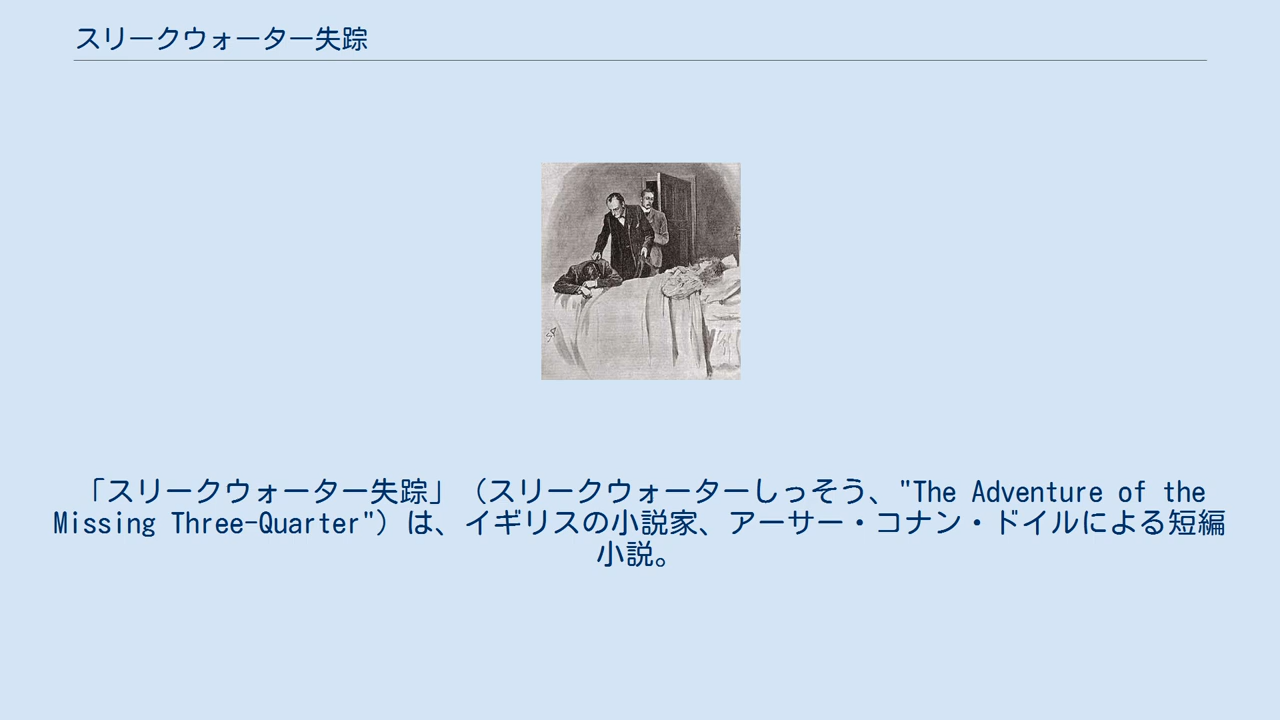 スリークウォーター失踪
「スリークウォーター失踪」（スリークウォーターしっそう、"The Adventure of the
Missing Three-Quarter"）は、イギリスの小説家、アーサー・コナン・ドイルによる短編
小説。